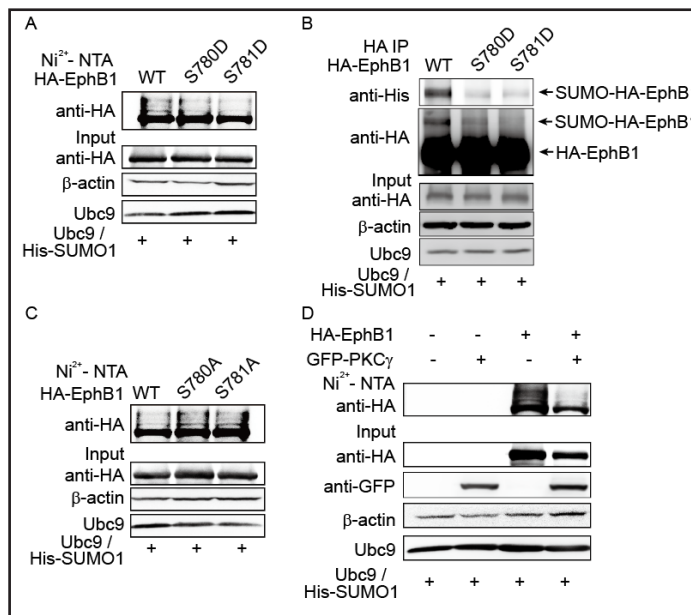 A
Ni²⁺- NTA
HA-EphB1
WT
S780D
S781D
anti-HA
Input
anti-HA
β-actin
Ubc9
Ubc9 /
His-SUMO1
+ + +
B
HA IP
HA-EphB1
WT
S780D
S781D
anti-His
SUMO-HA-EphB1
anti-HA
SUMO-HA-EphB1
HA-EphB1
Input
anti-HA
β-actin
Ubc9
Ubc9 /
His-SUMO1
+ + +
C
Ni²⁺- NTA
HA-EphB1
WT
S780A
S781A
anti-HA
Input
anti-HA
β-actin
Ubc9
Ubc9 /
His-SUMO1
+ + +
D
HA-EphB1 - - + +
GFP-PKCγ - + - +
Ni²⁺- NTA
anti-HA
Input
anti-HA
anti-GFP
β-actin
Ubc9
Ubc9 /
His-SUMO1
+ + + +